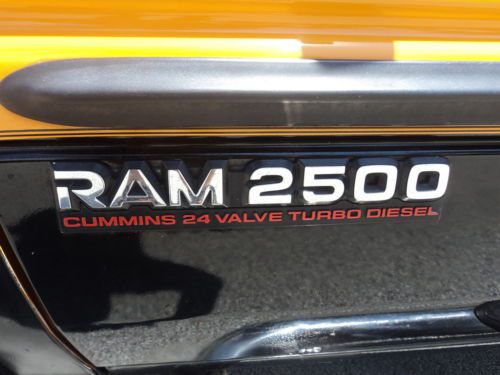 RAM 2500
CUMMINS 24 VALVE TURBO DIESEL